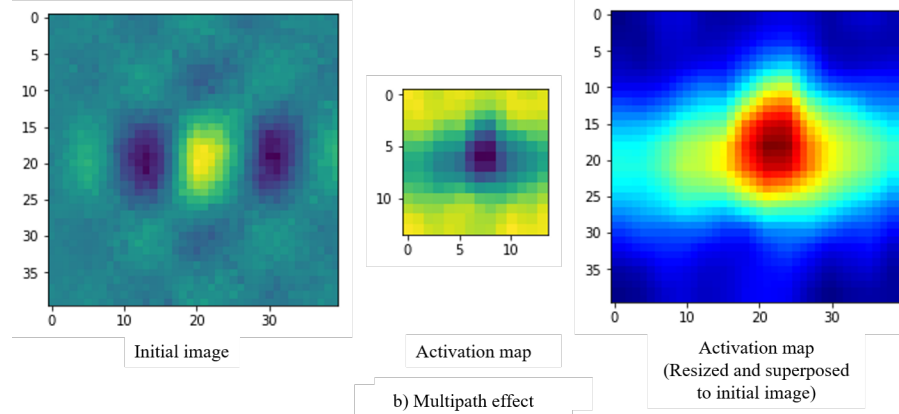 0
5
10
15
20
25
30
35
0 10 20 30
Initial image
0
5
10
0 5 10
Activation map
0
5
10
15
20
25
30
35
0 10 20 30
Activation map
(Resized and superposed
to initial image)
b) Multipath effect